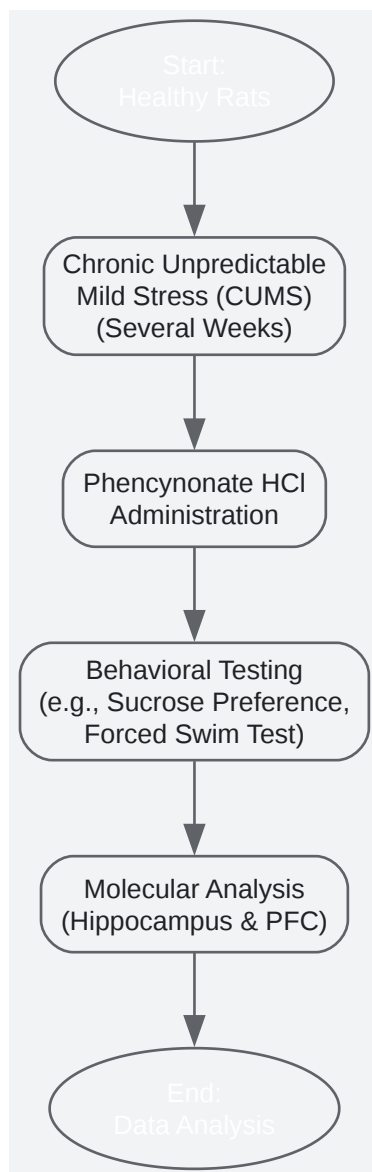 Start:
Healthy Rats
Chronic Unpredictable
Mild Stress (CUMS)
(Several Weeks)
Phencynonate HCl
Administration
Behavioral Testing
(e.g., Sucrose Preference,
Forced Swim Test)
Molecular Analysis
(Hippocampus & PFC)
End:
Data Analysis